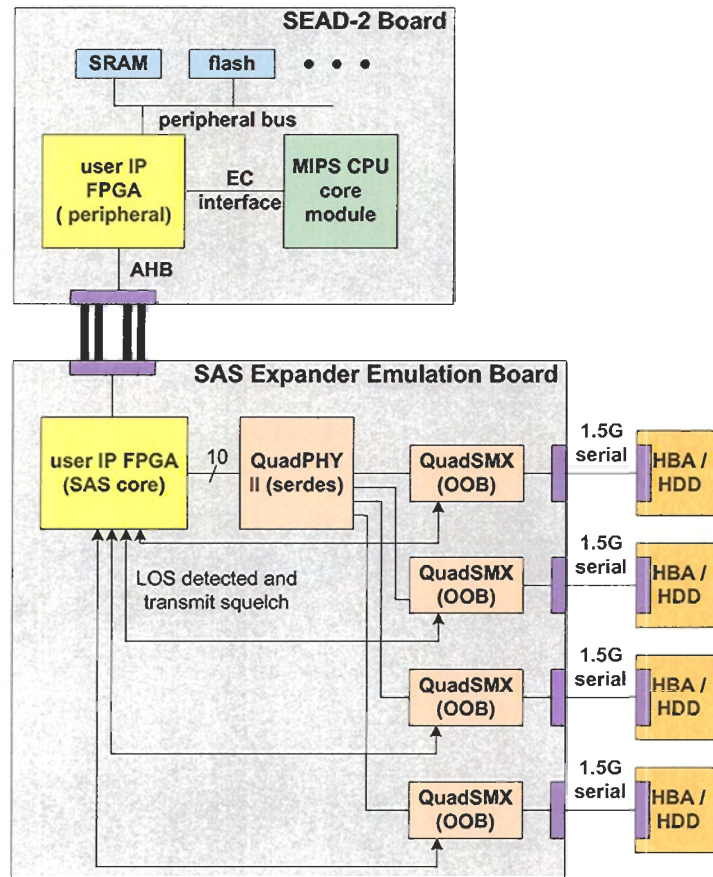 SEAD-2 Board
SRAM
flash
• • •
peripheral bus
user IP
FPGA
( peripheral)
EC
interface
MIPS CPU
core
module
AHB
SAS Expander Emulation Board
user IP FPGA
(SAS core)
10
QuadPHY
II (serdes)
QuadSMX
(OOB)
1.5G
serial
HBA /
HDD
LOS detected and
transmit squelch
QuadSMX
(OOB)
1.5G
serial
HBA /
HDD
QuadSMX
(OOB)
1.5G
serial
HBA /
HDD
QuadSMX
(OOB)
1.5G
serial
HBA /
HDD